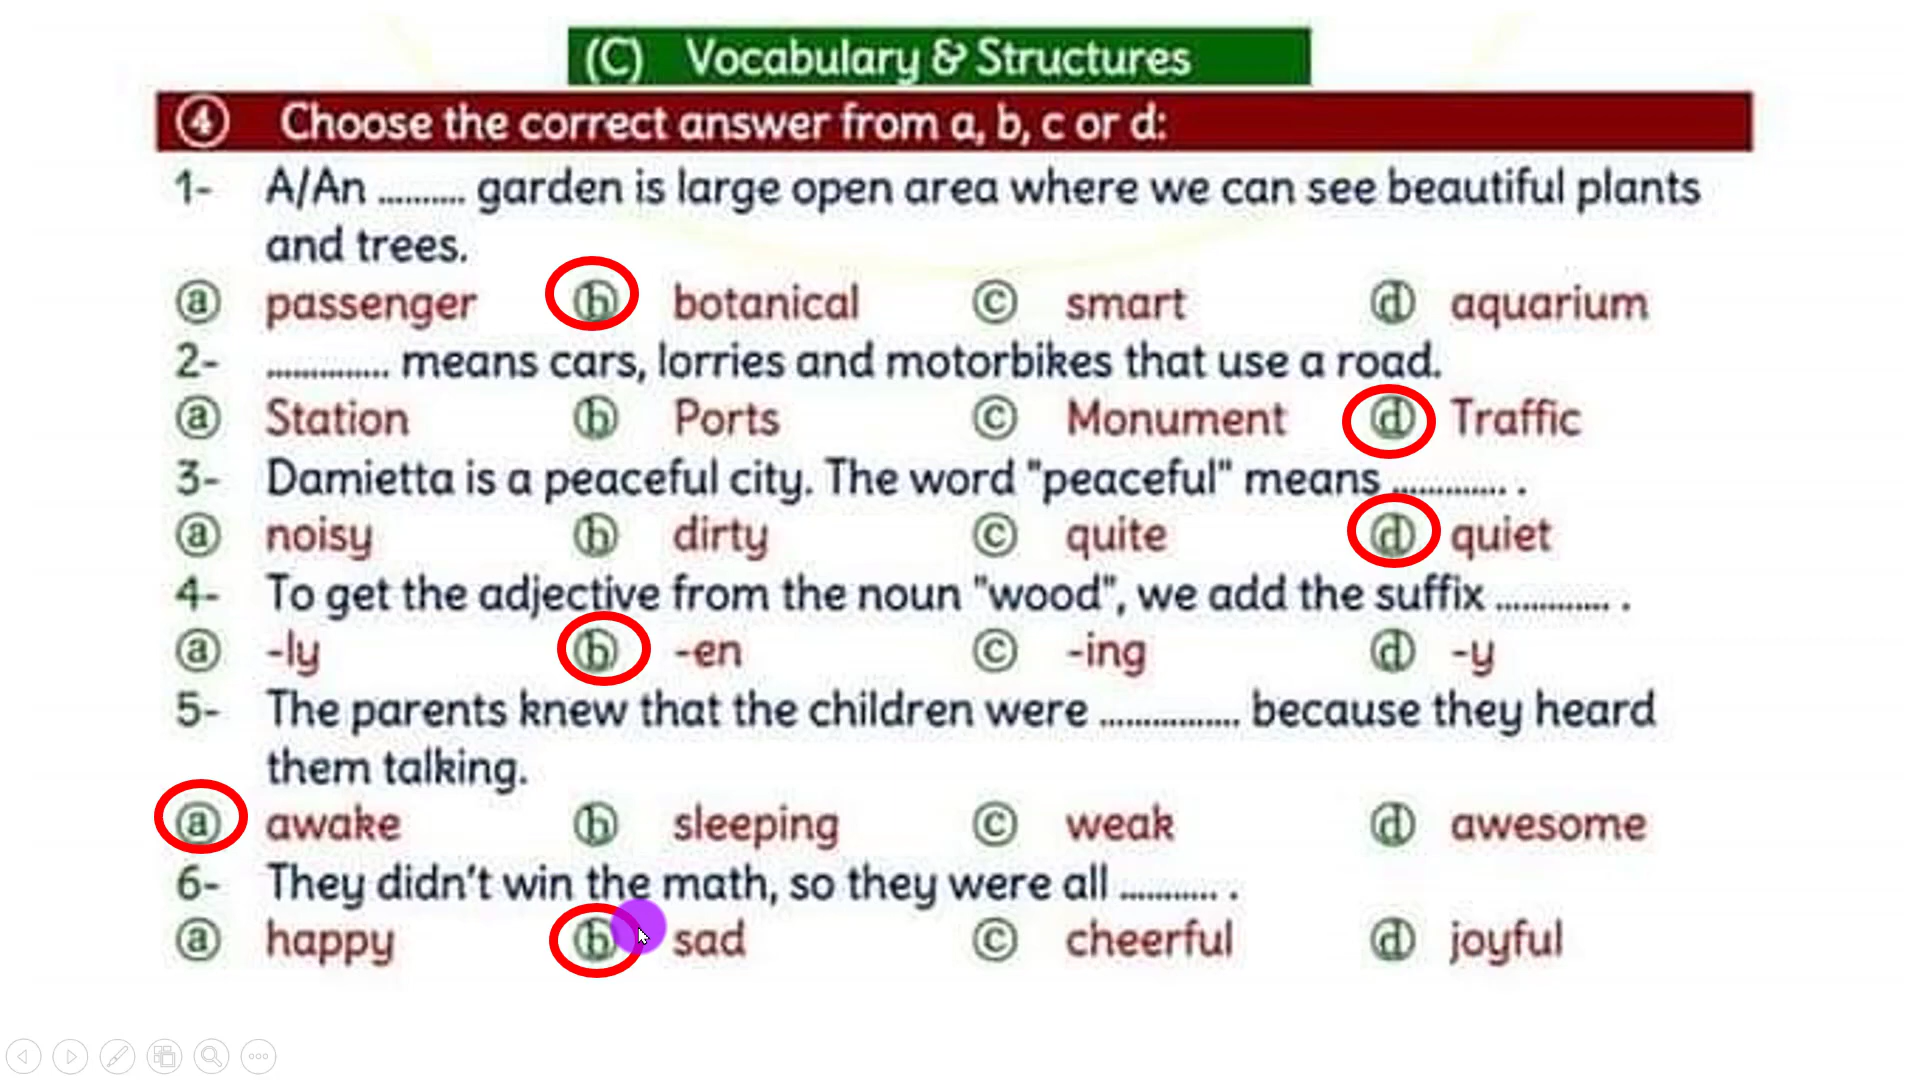 (C) Vocabulary & Structures
④ Choose the correct answer from a, b, c or d:
1- A/An .......... garden is large open area where we can see beautiful plants
and trees.
ⓐ passenger ⓑ botanical ⓒ smart ⓓ aquarium
2- .............. means cars, lorries and motorbikes that use a road.
ⓐ Station ⓑ Ports ⓒ Monument ⓓ Traffic
3- Damietta is a peaceful city. The word "peaceful" means ............. .
ⓐ noisy ⓑ dirty ⓒ quite ⓓ quiet
4- To get the adjective from the noun "wood", we add the suffix ............. .
ⓐ -ly ⓑ -en ⓒ -ing ⓓ -y
5- The parents knew that the children were ................ because they heard
them talking.
ⓐ awake ⓑ sleeping ⓒ weak ⓓ awesome
6- They didn't win the math, so they were all ........... .
ⓐ happy ⓑ sad ⓒ cheerful ⓓ joyful